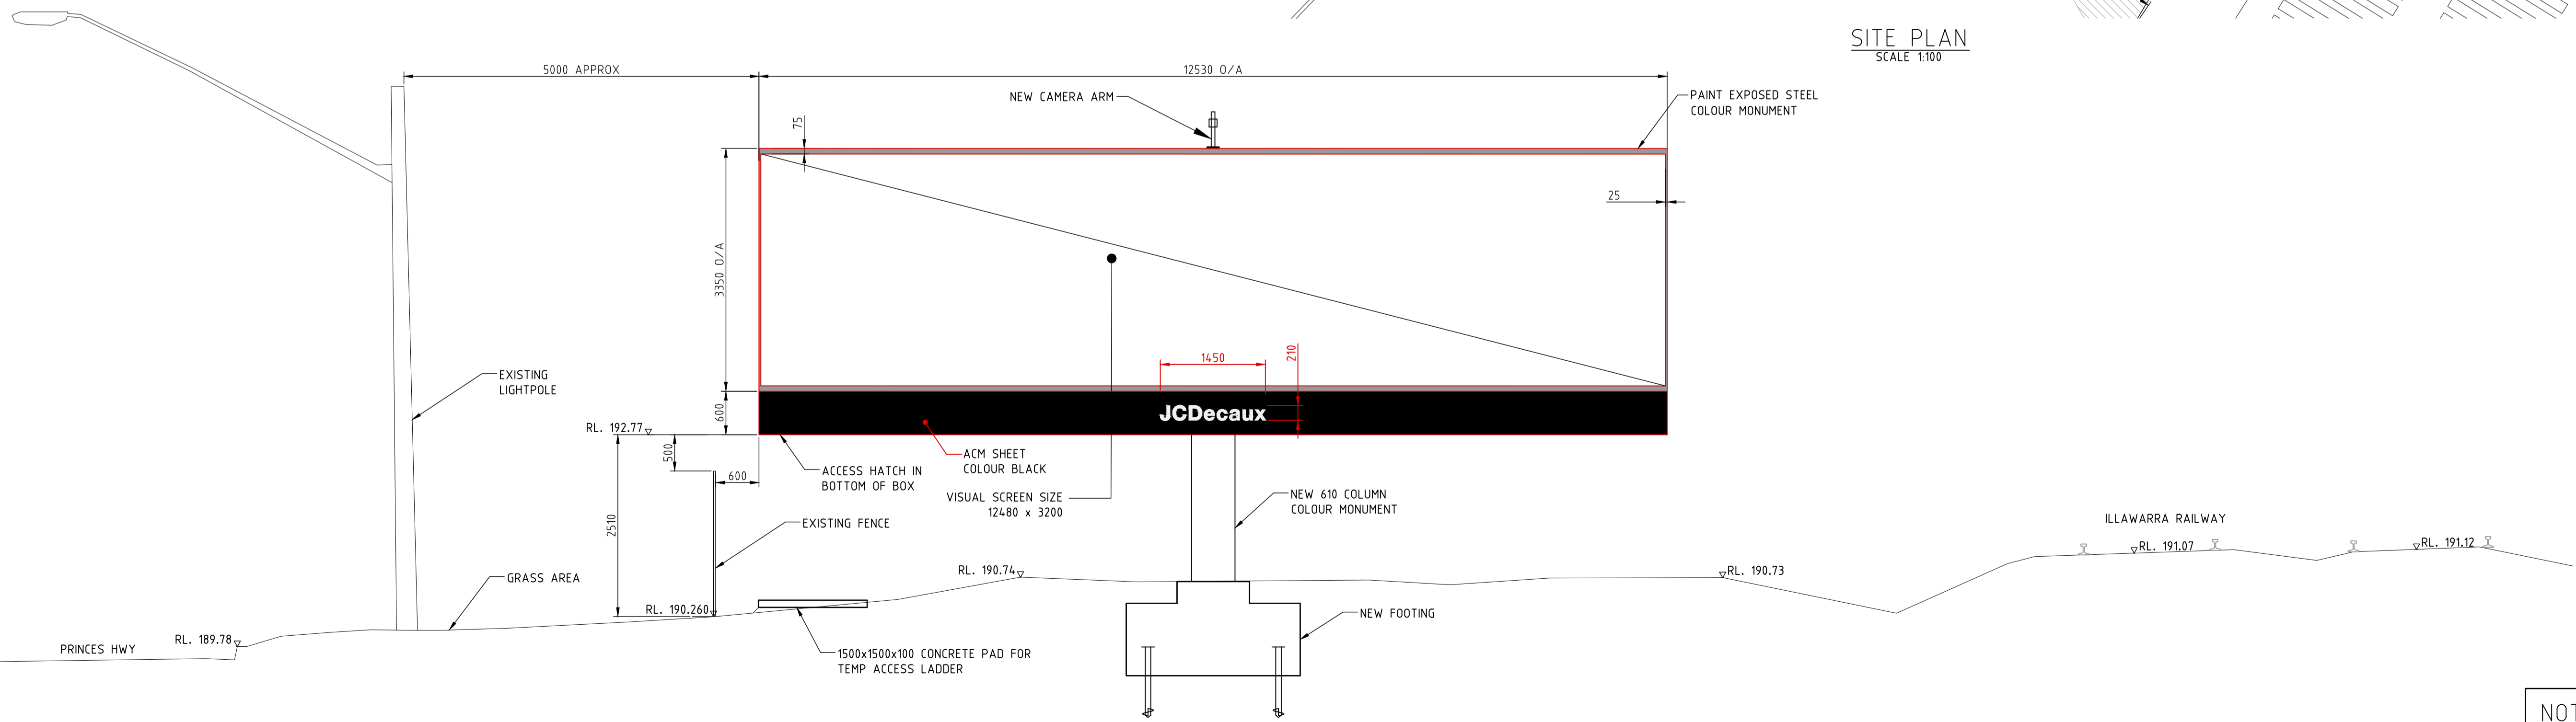 SITE PLAN
SCALE 1:100
5000 APPROX
12530 O/A
NEW CAMERA ARM
PAINT EXPOSED STEEL
COLOUR MONUMENT
75
25
3350 O/A
1450
210
EXISTING
LIGHTPOLE
600
JCDecaux
RL. 192.77
500
ACM SHEET
COLOUR BLACK
ACCESS HATCH IN
BOTTOM OF BOX
600
VISUAL SCREEN SIZE
12480 x 3200
NEW 610 COLUMN
COLOUR MONUMENT
2510
EXISTING FENCE
ILLAWARRA RAILWAY
RL. 191.07
RL. 191.12
GRASS AREA
RL. 190.74
RL. 190.73
RL. 190.260
NEW FOOTING
RL. 189.78
PRINCES HWY
1500x1500x100 CONCRETE PAD FOR
TEMP ACCESS LADDER